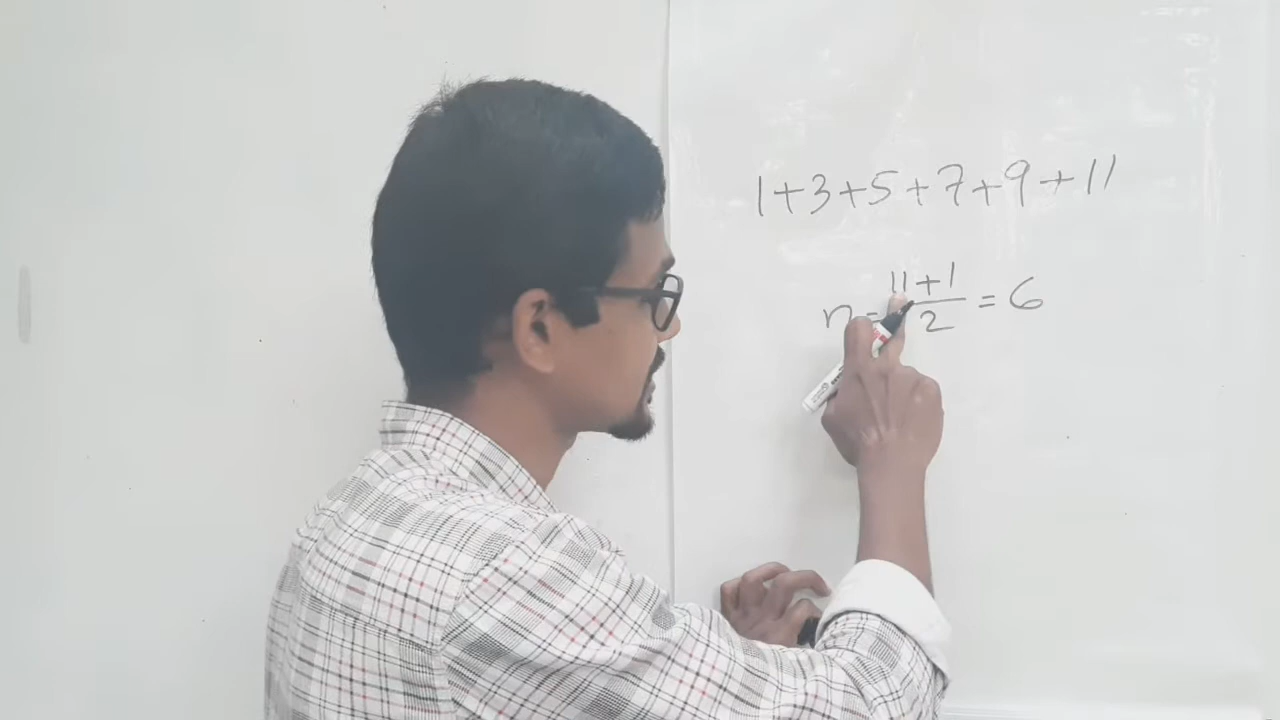 1+3+5+7+9+11
n = 11+1/2 = 6